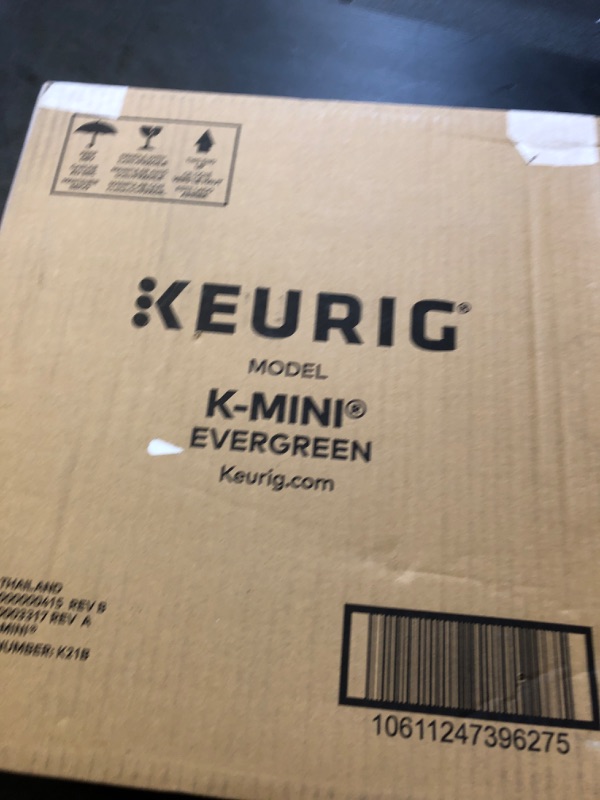 KEURIG®
MODEL
K-MINI®
EVERGREEN
Keurig.com
THAILAND
REV B
REV A
MINI®
NUMBER: K21B
10611247396275